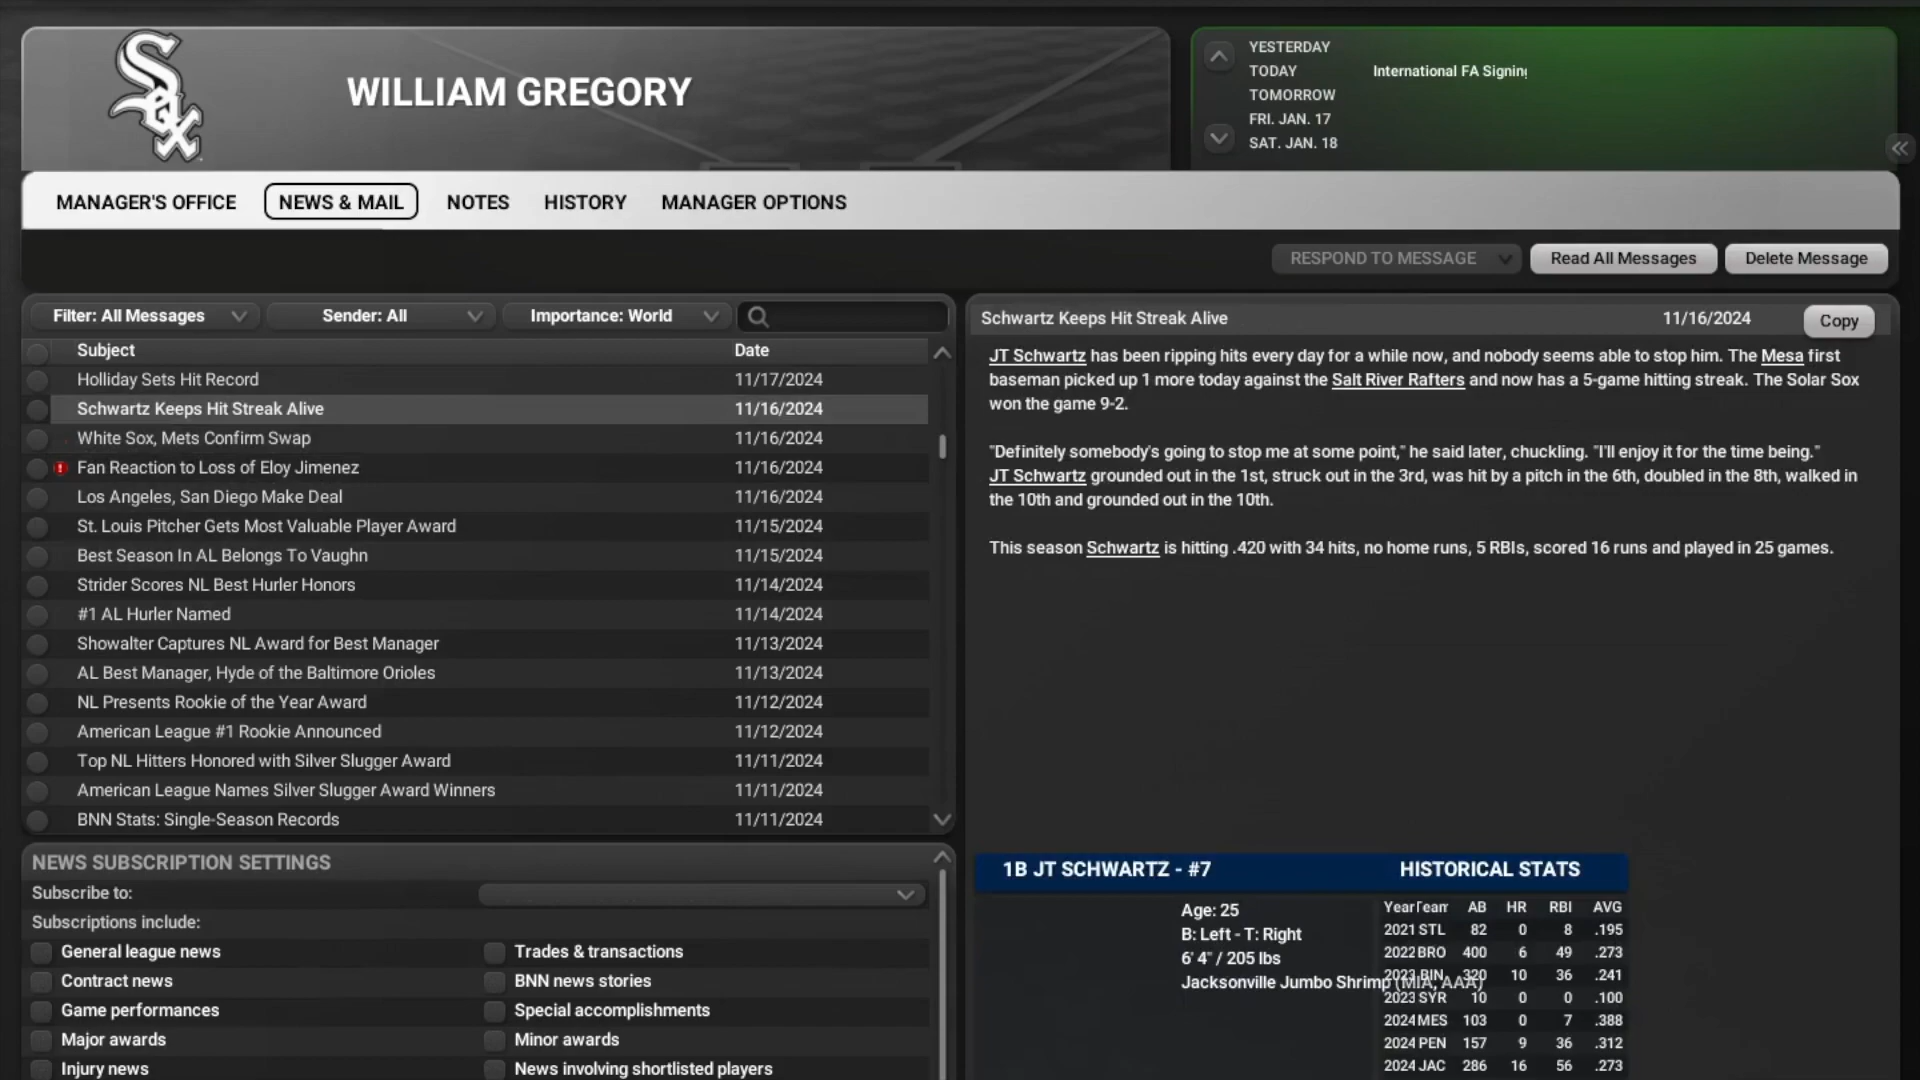 Sox
WILLIAM GREGORY
YESTERDAY
TODAY International FA Signing
TOMORROW
FRI. JAN. 17
SAT. JAN. 18
MANAGER'S OFFICE NEWS & MAIL NOTES HISTORY MANAGER OPTIONS
RESPOND TO MESSAGE Read All Messages Delete Message
Filter: All Messages Sender: All Importance: World
Subject Date
Holliday Sets Hit Record 11/17/2024
Schwartz Keeps Hit Streak Alive 11/16/2024
White Sox, Mets Confirm Swap 11/16/2024
Fan Reaction to Loss of Eloy Jimenez 11/16/2024
Los Angeles, San Diego Make Deal 11/16/2024
St. Louis Pitcher Gets Most Valuable Player Award 11/15/2024
Best Season In AL Belongs To Vaughn 11/15/2024
Strider Scores NL Best Hurler Honors 11/14/2024
#1 AL Hurler Named 11/14/2024
Showalter Captures NL Award for Best Manager 11/13/2024
AL Best Manager, Hyde of the Baltimore Orioles 11/13/2024
NL Presents Rookie of the Year Award 11/12/2024
American League #1 Rookie Announced 11/12/2024
Top NL Hitters Honored with Silver Slugger Award 11/11/2024
American League Names Silver Slugger Award Winners 11/11/2024
BNN Stats: Single-Season Records 11/11/2024
NEWS SUBSCRIPTION SETTINGS
Subscribe to:
Subscriptions include:
General league news Trades & transactions
Contract news BNN news stories
Game performances Special accomplishments
Major awards Minor awards
Injury news News involving shortlisted players
Schwartz Keeps Hit Streak Alive 11/16/2024 Copy
JT Schwartz has been ripping hits every day for a while now, and nobody seems able to stop him. The Mesa first
baseman picked up 1 more today against the Salt River Rafters and now has a 5-game hitting streak. The Solar Sox
won the game 9-2.
"Definitely somebody's going to stop me at some point," he said later, chuckling. "I'll enjoy it for the time being."
JT Schwartz grounded out in the 1st, struck out in the 3rd, was hit by a pitch in the 6th, doubled in the 8th, walked in
the 10th and grounded out in the 10th.
This season Schwartz is hitting .420 with 34 hits, no home runs, 5 RBIs, scored 16 runs and played in 25 games.
1B JT SCHWARTZ - #7 HISTORICAL STATS
Age: 25
B: Left - T: Right
6' 4" / 205 lbs
Jacksonville Jumbo Shrimp (MIA, AAA)
Year Team AB HR RBI AVG
2021 STL 82 0 8 .195
2022 BRO 400 6 49 .273
2023 BIN 320 10 36 .241
2023 SYR 10 0 0 .100
2024 MES 103 0 7 .388
2024 PEN 157 9 36 .312
2024 JAC 286 16 56 .273